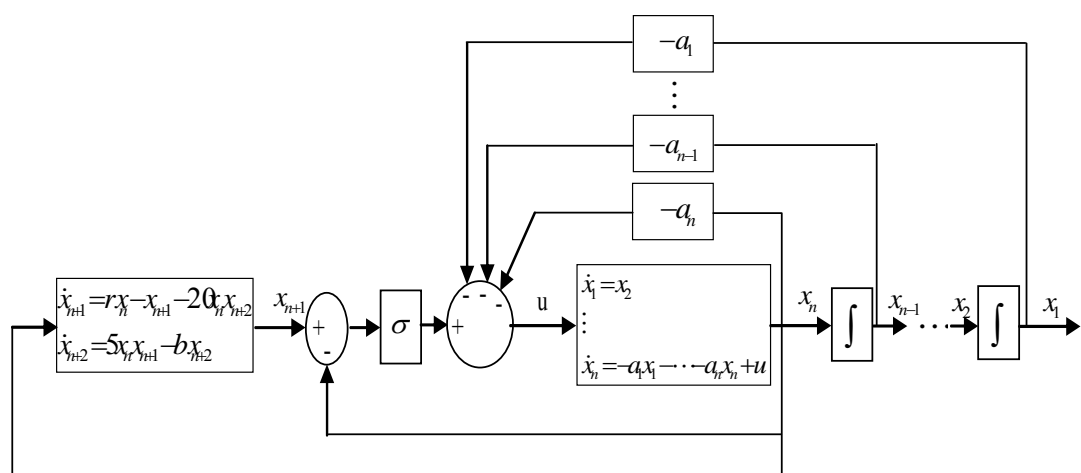 −a₁
⋮
−aₙ₋₁
−aₙ
ẋₙ₊₁ = rxₙ − xₙ₊₁ − 20xₙxₙ₊₂
ẋₙ₊₂ = 5xₙxₙ₊₁ − bxₙ₊₂
xₙ₊₁
+
-
σ
+
-
-
-
u
ẋ₁ = x₂
⋮
ẋₙ = −a₁x₁ − ⋯ − aₙxₙ + u
xₙ
∫
xₙ₋₁
⋯
x₂
∫
x₁